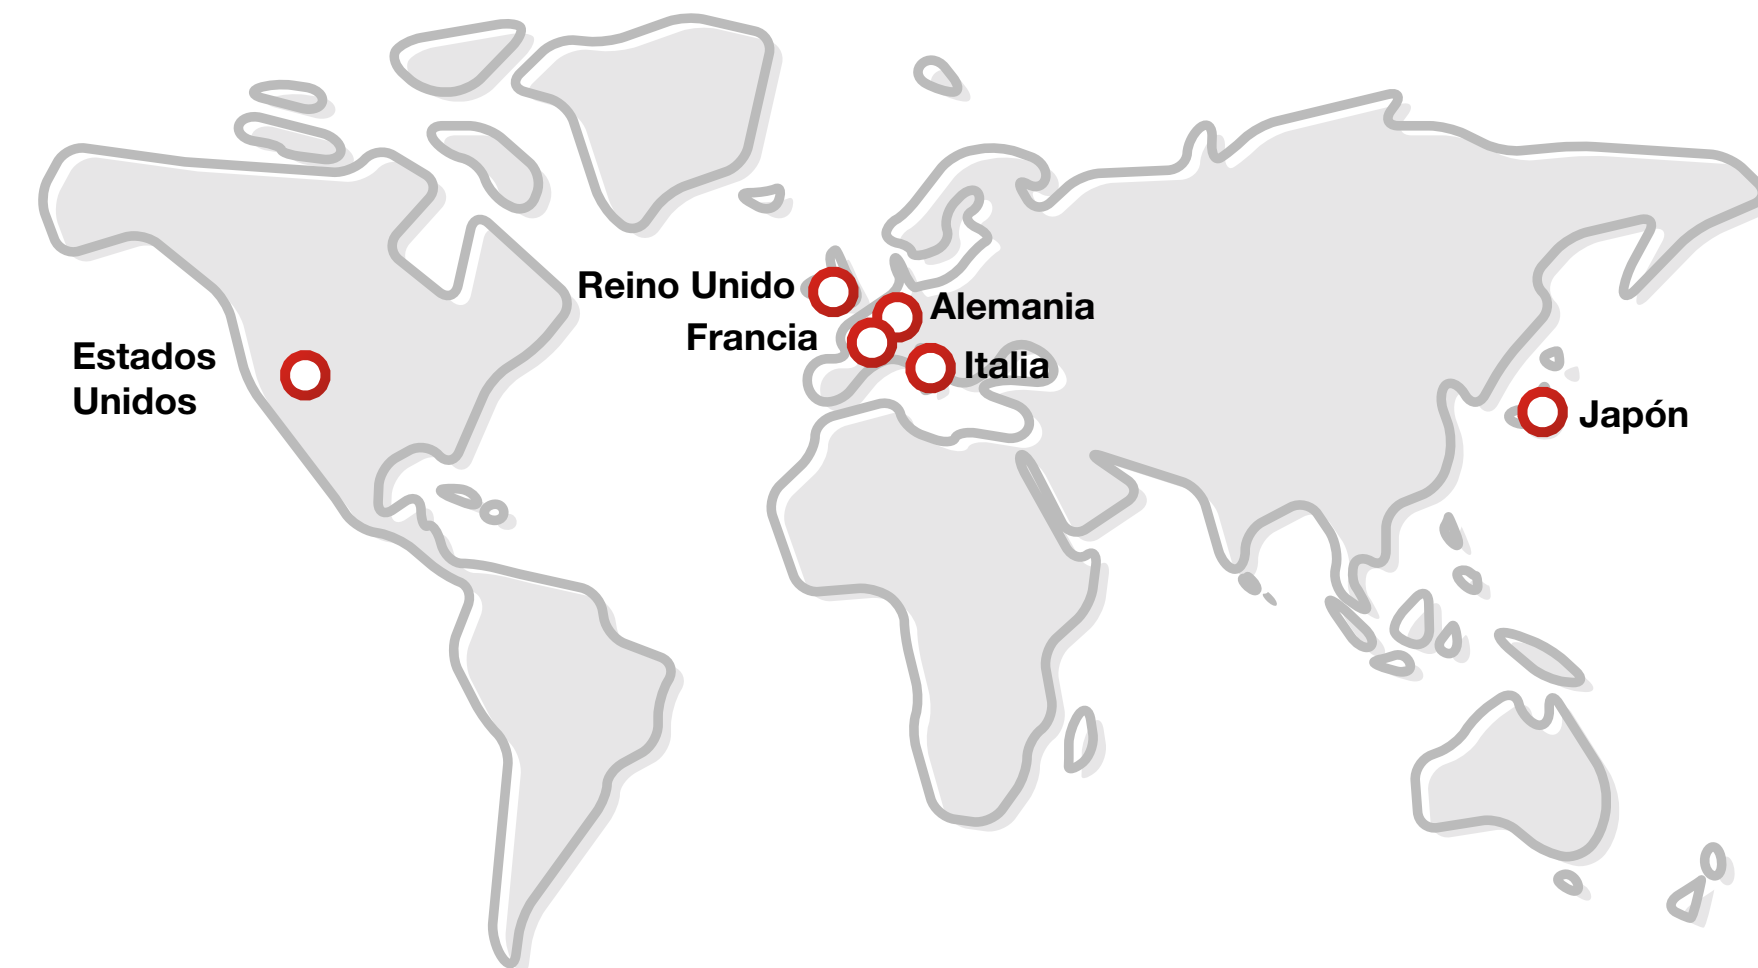 Reino Unido
Alemania
Francia
Estados
Unidos
Italia
Japón